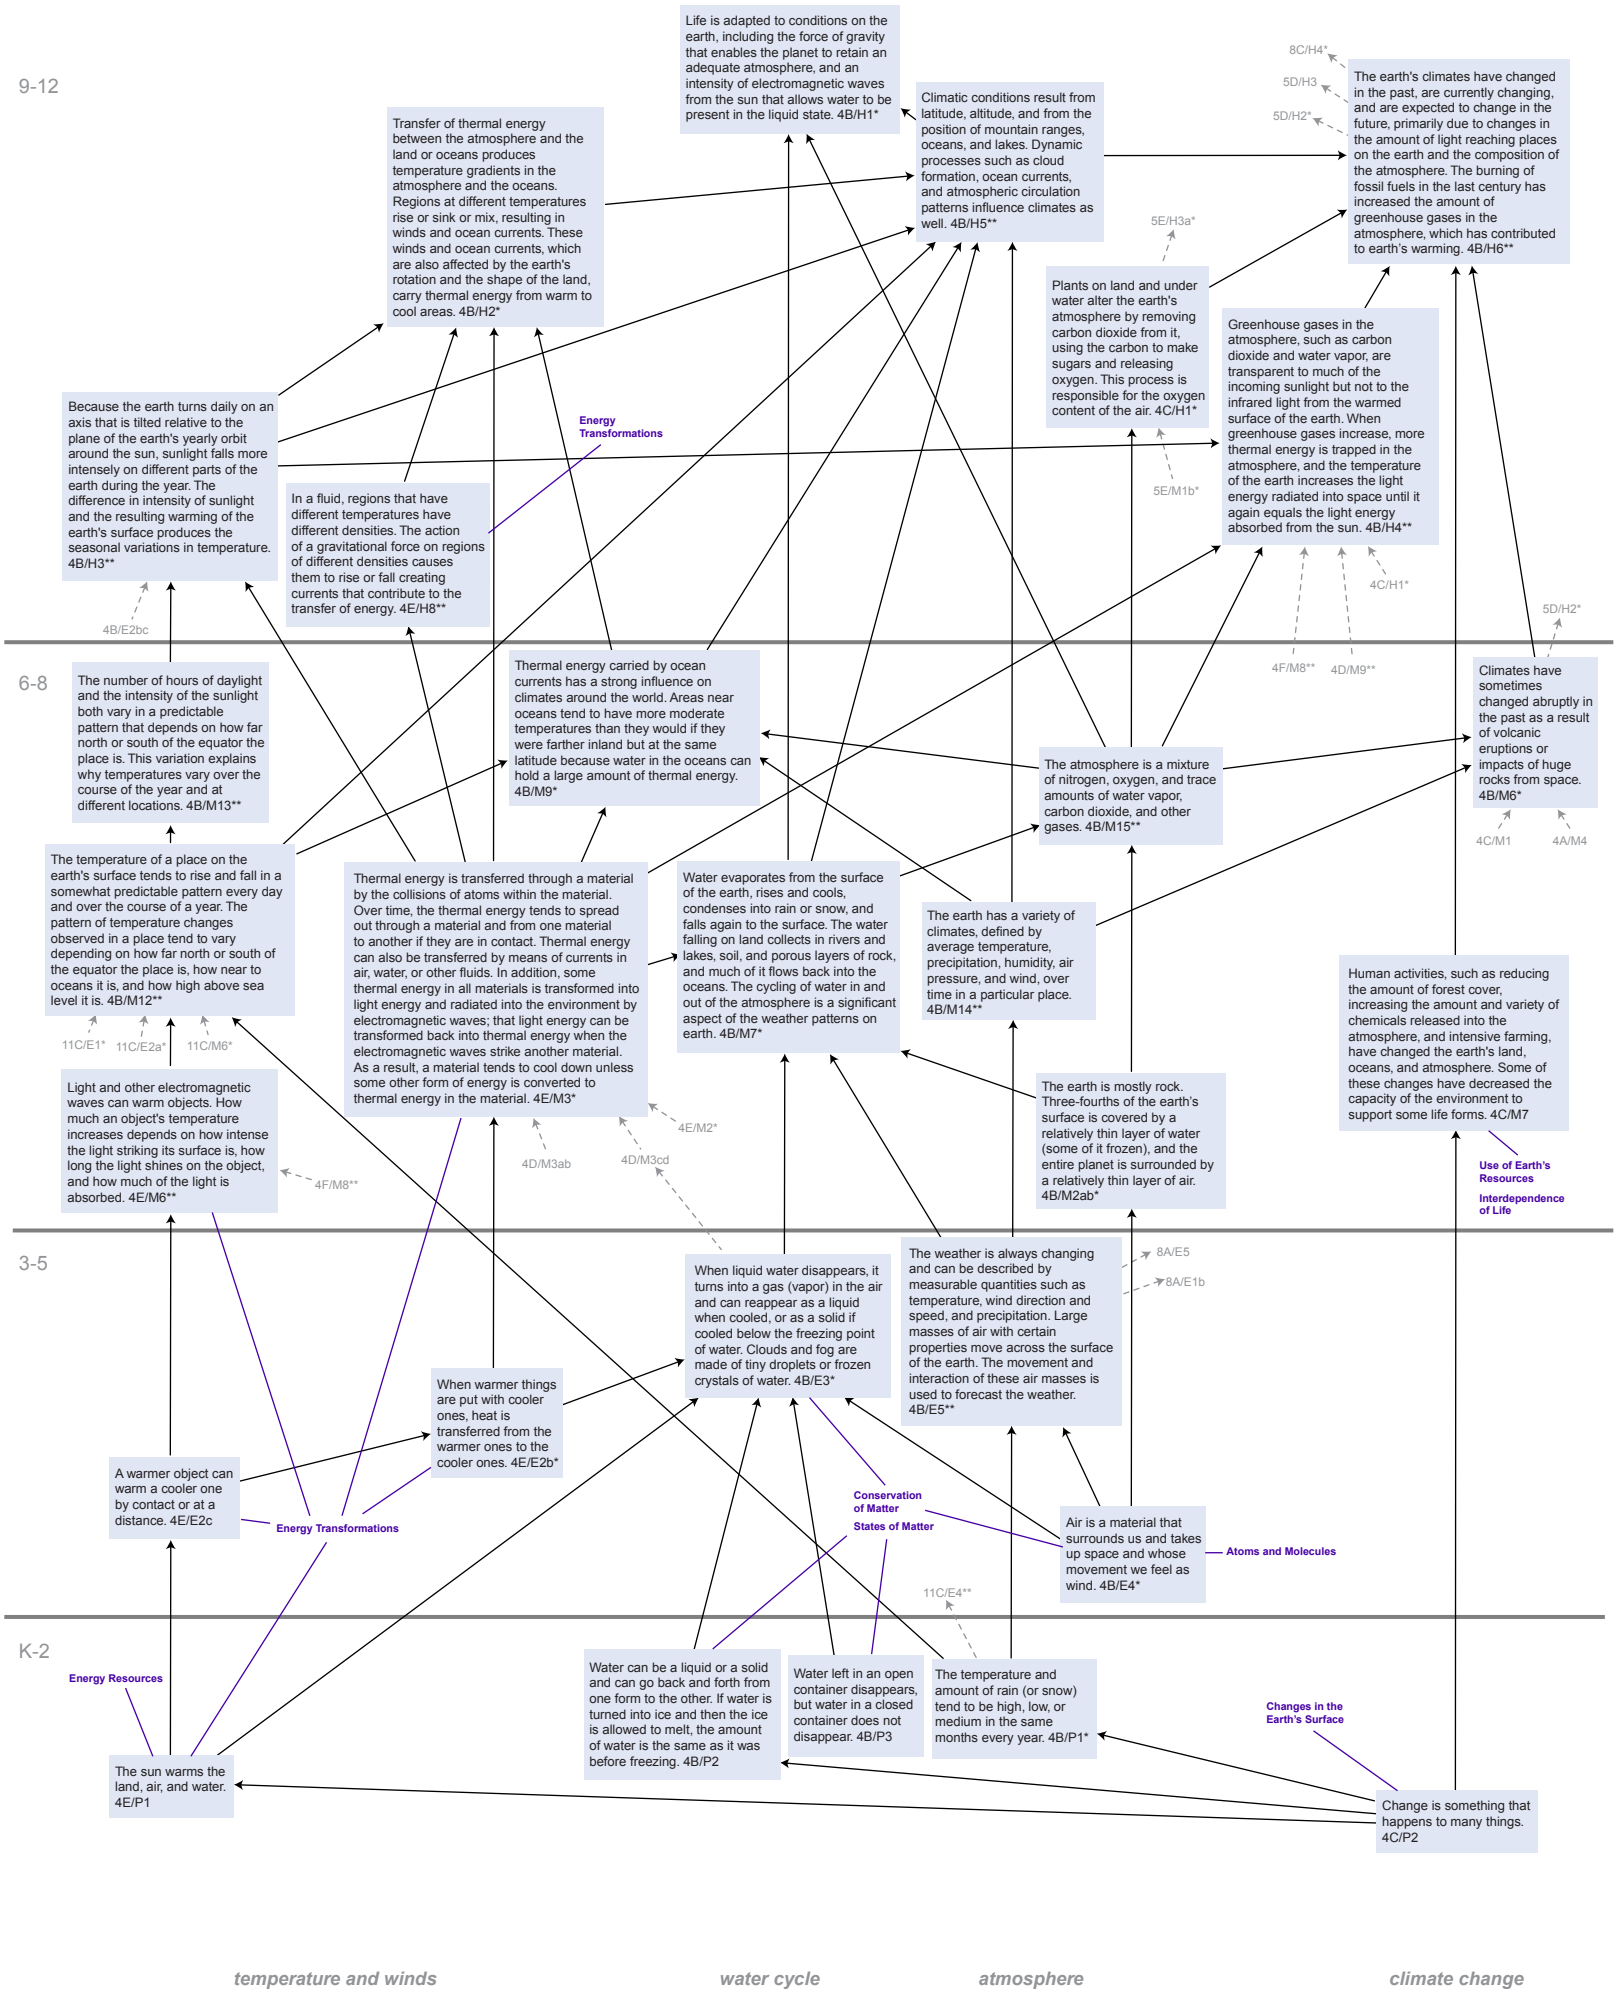 9-12
Life is adapted to conditions on the
earth, including the force of gravity
that enables the planet to retain an
adequate atmosphere, and an
intensity of electromagnetic waves
from the sun that allows water to be
present in the liquid state. 4B/H1*
Climatic conditions result from
latitude, altitude, and from the
position of mountain ranges,
oceans, and lakes. Dynamic
processes such as cloud
formation, ocean currents,
and atmospheric circulation
patterns influence climates as
well. 4B/H5**
8C/H4*
5D/H3
5D/H2*
The earth's climates have changed
in the past, are currently changing,
and are expected to change in the
future, primarily due to changes in
the amount of light reaching places
on the earth and the composition of
the atmosphere. The burning of
fossil fuels in the last century has
increased the amount of
greenhouse gases in the
atmosphere, which has contributed
to earth's warming. 4B/H6**
Transfer of thermal energy
between the atmosphere and the
land or oceans produces
temperature gradients in the
atmosphere and the oceans.
Regions at different temperatures
rise or sink or mix, resulting in
winds and ocean currents. These
winds and ocean currents, which
are also affected by the earth's
rotation and the shape of the land,
carry thermal energy from warm to
cool areas. 4B/H2*
5E/H3a*
Plants on land and under
water alter the earth's
atmosphere by removing
carbon dioxide from it,
using the carbon to make
sugars and releasing
oxygen. This process is
responsible for the oxygen
content of the air. 4C/H1*
5E/M1b*
Greenhouse gases in the
atmosphere, such as carbon
dioxide and water vapor, are
transparent to much of the
incoming sunlight but not to the
infrared light from the warmed
surface of the earth. When
greenhouse gases increase, more
thermal energy is trapped in the
atmosphere, and the temperature
of the earth increases the light
energy radiated into space until it
again equals the light energy
absorbed from the sun. 4B/H4**
4C/H1*
4F/M8**
4D/M9**
Because the earth turns daily on an
axis that is tilted relative to the
plane of the earth's yearly orbit
around the sun, sunlight falls more
intensely on different parts of the
earth during the year. The
difference in intensity of sunlight
and the resulting warming of the
earth's surface produces the
seasonal variations in temperature.
4B/H3**
4B/E2bc
Energy
Transformations
In a fluid, regions that have
different temperatures have
different densities. The action
of a gravitational force on regions
of different densities causes
them to rise or fall creating
currents that contribute to the
transfer of energy. 4E/H8**
6-8
The number of hours of daylight
and the intensity of the sunlight
both vary in a predictable
pattern that depends on how far
north or south of the equator the
place is. This variation explains
why temperatures vary over the
course of the year and at
different locations. 4B/M13**
Thermal energy carried by ocean
currents has a strong influence on
climates around the world. Areas near
oceans tend to have more moderate
temperatures than they would if they
were farther inland but at the same
latitude because water in the oceans can
hold a large amount of thermal energy.
4B/M9*
The atmosphere is a mixture
of nitrogen, oxygen, and trace
amounts of water vapor,
carbon dioxide, and other
gases. 4B/M15**
5D/H2*
Climates have
sometimes
changed abruptly in
the past as a result
of volcanic
eruptions or
impacts of huge
rocks from space.
4B/M6*
4C/M1
4A/M4
The temperature of a place on the
earth's surface tends to rise and fall in a
somewhat predictable pattern every day
and over the course of a year. The
pattern of temperature changes
observed in a place tend to vary
depending on how far north or south of
the equator the place is, how near to
oceans it is, and how high above sea
level it is. 4B/M12**
11C/E1*
11C/E2a*
11C/M6*
Thermal energy is transferred through a material
by the collisions of atoms within the material.
Over time, the thermal energy tends to spread
out through a material and from one material
to another if they are in contact. Thermal energy
can also be transferred by means of currents in
air, water, or other fluids. In addition, some
thermal energy in all materials is transformed into
light energy and radiated into the environment by
electromagnetic waves; that light energy can be
transformed back into thermal energy when the
electromagnetic waves strike another material.
As a result, a material tends to cool down unless
some other form of energy is converted to
thermal energy in the material. 4E/M3*
4D/M3ab
4D/M3cd
4E/M2*
Water evaporates from the surface
of the earth, rises and cools,
condenses into rain or snow, and
falls again to the surface. The water
falling on land collects in rivers and
lakes, soil, and porous layers of rock,
and much of it flows back into the
oceans. The cycling of water in and
out of the atmosphere is a significant
aspect of the weather patterns on
earth. 4B/M7*
The earth has a variety of
climates, defined by
average temperature,
precipitation, humidity, air
pressure, and wind, over
time in a particular place.
4B/M14**
Human activities, such as reducing
the amount of forest cover,
increasing the amount and variety of
chemicals released into the
atmosphere, and intensive farming,
have changed the earth's land,
oceans, and atmosphere. Some of
these changes have decreased the
capacity of the environment to
support some life forms. 4C/M7
Use of Earth's
Resources
Interdependence
of Life
Light and other electromagnetic
waves can warm objects. How
much an object's temperature
increases depends on how intense
the light striking its surface is, how
long the light shines on the object,
and how much of the light is
absorbed. 4E/M6**
4F/M8**
The earth is mostly rock.
Three-fourths of the earth's
surface is covered by a
relatively thin layer of water
(some of it frozen), and the
entire planet is surrounded by
a relatively thin layer of air.
4B/M2ab*
3-5
When liquid water disappears, it
turns into a gas (vapor) in the air
and can reappear as a liquid
when cooled, or as a solid if
cooled below the freezing point
of water. Clouds and fog are
made of tiny droplets or frozen
crystals of water. 4B/E3*
The weather is always changing
and can be described by
measurable quantities such as
temperature, wind direction and
speed, and precipitation. Large
masses of air with certain
properties move across the surface
of the earth. The movement and
interaction of these air masses is
used to forecast the weather.
4B/E5**
8A/E5
8A/E1b
When warmer things
are put with cooler
ones, heat is
transferred from the
warmer ones to the
cooler ones. 4E/E2b*
A warmer object can
warm a cooler one
by contact or at a
distance. 4E/E2c
Energy Transformations
Conservation
of Matter
States of Matter
Air is a material that
surrounds us and takes
up space and whose
movement we feel as
wind. 4B/E4*
Atoms and Molecules
11C/E4**
K-2
Energy Resources
The sun warms the
land, air, and water.
4E/P1
Water can be a liquid or a solid
and can go back and forth from
one form to the other. If water is
turned into ice and then the ice
is allowed to melt, the amount
of water is the same as it was
before freezing. 4B/P2
Water left in an open
container disappears,
but water in a closed
container does not
disappear. 4B/P3
The temperature and
amount of rain (or snow)
tend to be high, low, or
medium in the same
months every year. 4B/P1*
Changes in the
Earth's Surface
Change is something that
happens to many things.
4C/P2
temperature and winds
water cycle
atmosphere
climate change